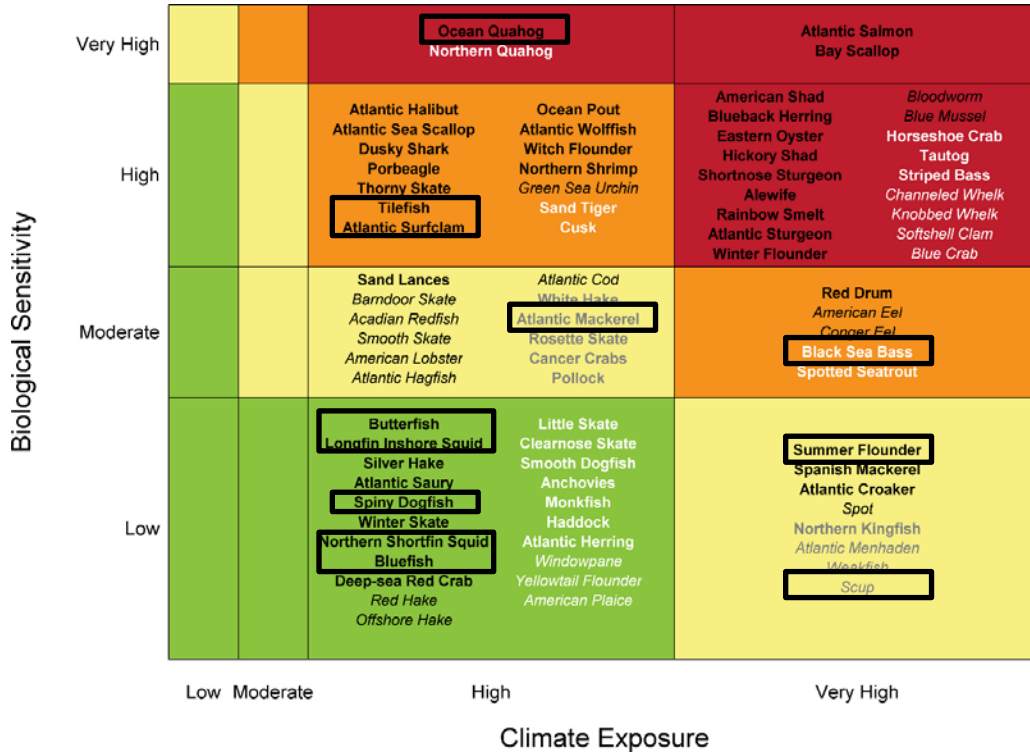 Very High
Ocean Quahog
Northern Quahog
Atlantic Salmon
Bay Scallop
High
Atlantic Halibut
Atlantic Sea Scallop
Dusky Shark
Porbeagle
Thorny Skate
Tilefish
Atlantic Surfclam
Ocean Pout
Atlantic Wolffish
Witch Flounder
Northern Shrimp
Green Sea Urchin
Sand Tiger
Cusk
American Shad
Blueback Herring
Eastern Oyster
Hickory Shad
Shortnose Sturgeon
Alewife
Rainbow Smelt
Atlantic Sturgeon
Winter Flounder
Bloodworm
Blue Mussel
Horseshoe Crab
Tautog
Striped Bass
Channeled Whelk
Knobbed Whelk
Softshell Clam
Blue Crab
Biological Sensitivity
Moderate
Sand Lances
Barndoor Skate
Acadian Redfish
Smooth Skate
American Lobster
Atlantic Hagfish
Atlantic Cod
White Hake
Atlantic Mackerel
Rosette Skate
Cancer Crabs
Pollock
Red Drum
American Eel
Conger Eel
Black Sea Bass
Spotted Seatrout
Low
Butterfish
Longfin Inshore Squid
Silver Hake
Atlantic Saury
Spiny Dogfish
Winter Skate
Northern Shortfin Squid
Bluefish
Deep-sea Red Crab
Red Hake
Offshore Hake
Little Skate
Clearnose Skate
Smooth Dogfish
Anchovies
Monkfish
Haddock
Atlantic Herring
Windowpane
Yellowtail Flounder
American Plaice
Summer Flounder
Spanish Mackerel
Atlantic Croaker
Spot
Northern Kingfish
Atlantic Menhaden
Weakfish
Scup
Low Moderate High Very High
Climate Exposure